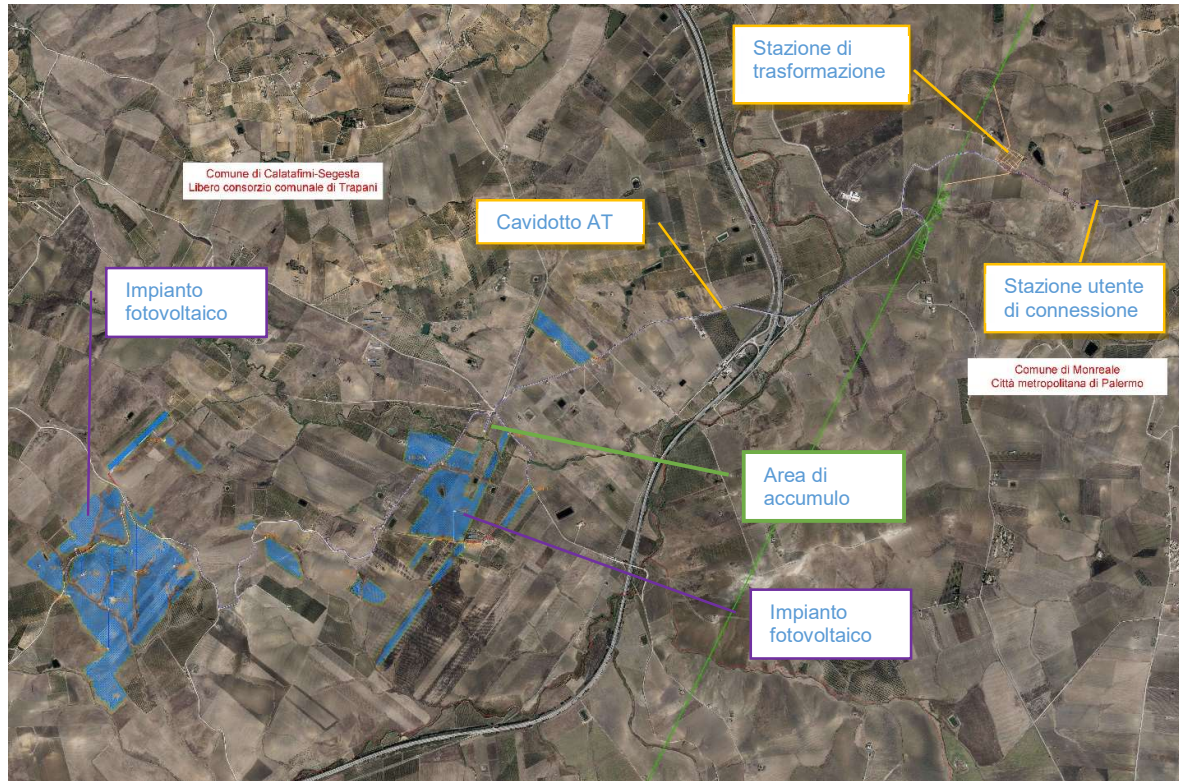 Stazione di
trasformazione
Comune di Calatafimi-Segesta
Libero consorzio comunale di Trapani
Cavidotto AT
Impianto
fotovoltaico
Stazione utente
di connessione
Comune di Monreale
Città metropolitana di Palermo
Area di
accumulo
Impianto
fotovoltaico